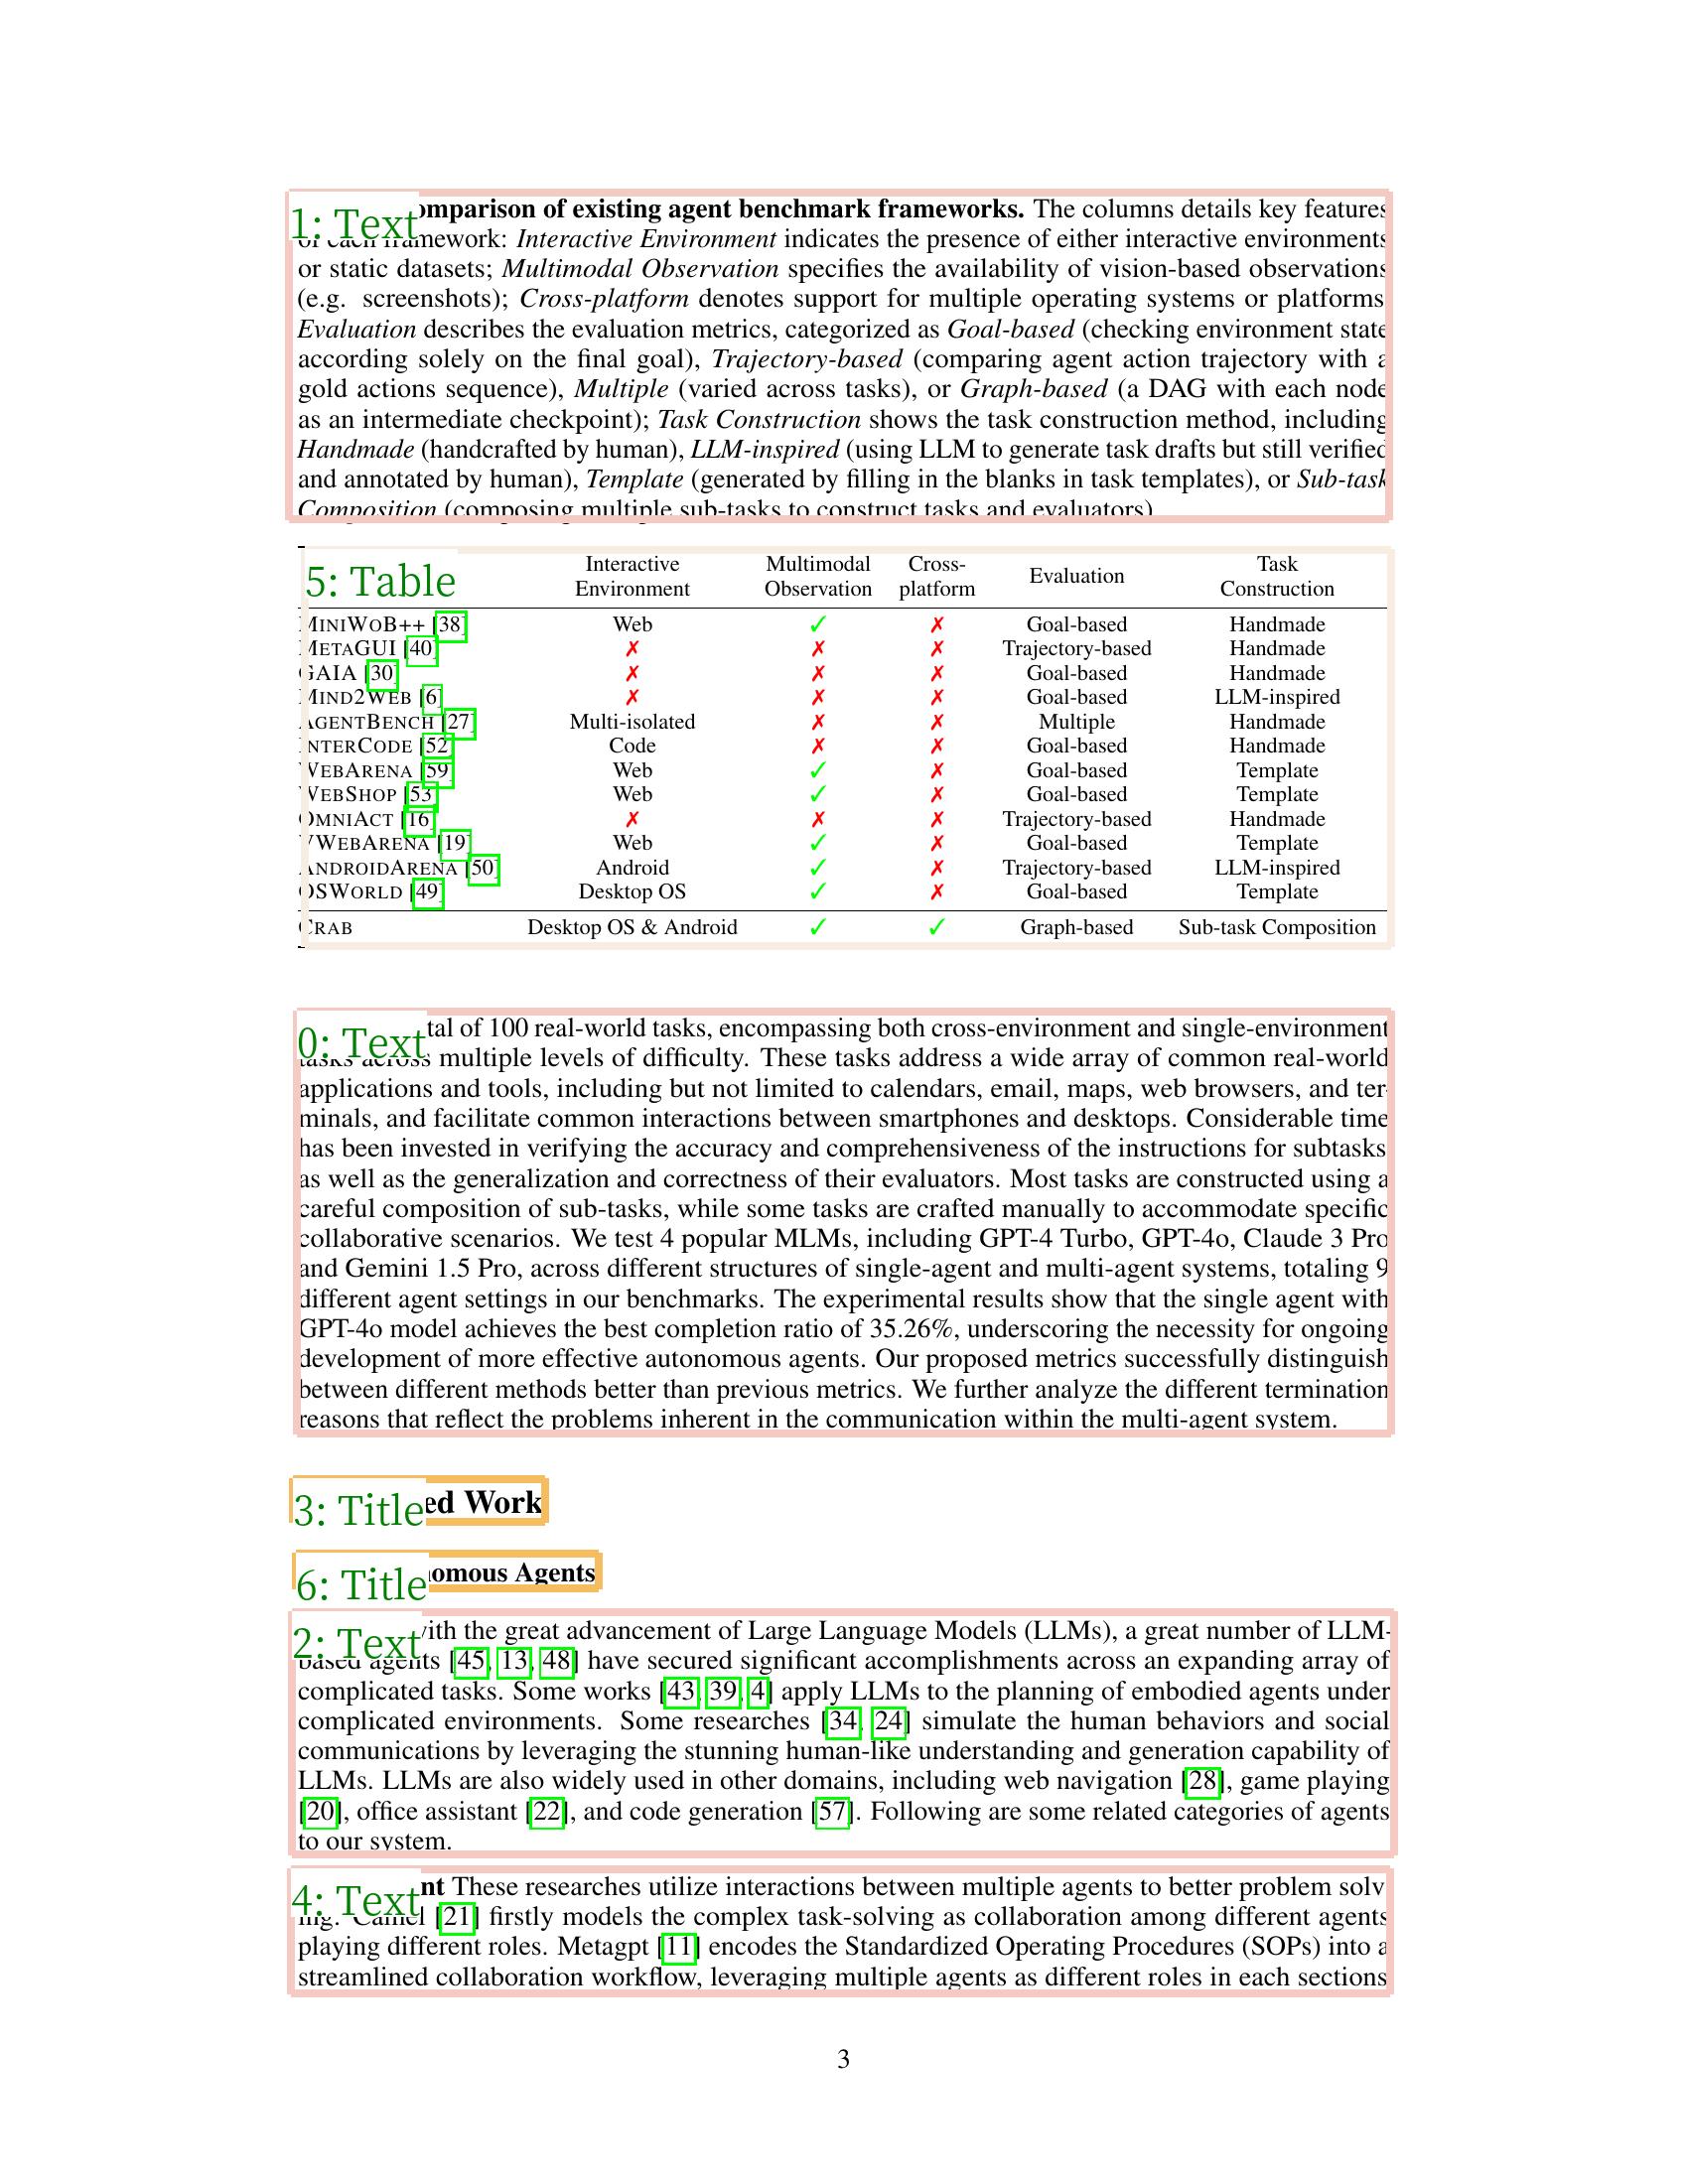 1: Text omparison of existing agent benchmark frameworks. The columns details key features
framework: Interactive Environment indicates the presence of either interactive environments
or static datasets; Multimodal Observation specifies the availability of vision-based observations
(e.g. screenshots); Cross-platform denotes support for multiple operating systems or platforms
Evaluation describes the evaluation metrics, categorized as Goal-based (checking environment state
according solely on the final goal), Trajectory-based (comparing agent action trajectory with a
gold actions sequence), Multiple (varied across tasks), or Graph-based (a DAG with each node
as an intermediate checkpoint); Task Construction shows the task construction method, including
Handmade (handcrafted by human), LLM-inspired (using LLM to generate task drafts but still verified
and annotated by human), Template (generated by filling in the blanks in task templates), or Sub-task
Composition (composing multiple sub-tasks to construct tasks and evaluators)
5: Table
Interactive Environment Multimodal Observation Cross-platform Evaluation Task Construction
MINIWOB++ [38] Web ✓ ✗ Goal-based Handmade
METAGUI [40] ✗ ✗ ✗ Trajectory-based Handmade
GAIA [30] ✗ ✗ ✗ Goal-based Handmade
MIND2WEB [6] ✗ ✗ ✗ Goal-based LLM-inspired
AGENTBENCH [27] Multi-isolated ✗ ✗ Multiple Handmade
INTERCODE [52] Code ✗ ✗ Goal-based Handmade
WEBARENA [59] Web ✓ ✗ Goal-based Template
WEBSHOP [53] Web ✓ ✗ Goal-based Template
OMNIACT [16] ✗ ✗ ✗ Trajectory-based Handmade
VWEBARENA [19] Web ✓ ✗ Goal-based Template
ANDROIDARENA [50] Android ✓ ✗ Trajectory-based LLM-inspired
OSWORLD [49] Desktop OS ✓ ✗ Goal-based Template
CRAB Desktop OS & Android ✓ ✓ Graph-based Sub-task Composition
0: Text tal of 100 real-world tasks, encompassing both cross-environment and single-environment
tasks across multiple levels of difficulty. These tasks address a wide array of common real-world
applications and tools, including but not limited to calendars, email, maps, web browsers, and ter-
minals, and facilitate common interactions between smartphones and desktops. Considerable time
has been invested in verifying the accuracy and comprehensiveness of the instructions for subtasks
as well as the generalization and correctness of their evaluators. Most tasks are constructed using a
careful composition of sub-tasks, while some tasks are crafted manually to accommodate specific
collaborative scenarios. We test 4 popular MLMs, including GPT-4 Turbo, GPT-4o, Claude 3 Pro
and Gemini 1.5 Pro, across different structures of single-agent and multi-agent systems, totaling 9
different agent settings in our benchmarks. The experimental results show that the single agent with
GPT-4o model achieves the best completion ratio of 35.26%, underscoring the necessity for ongoing
development of more effective autonomous agents. Our proposed metrics successfully distinguish
between different methods better than previous metrics. We further analyze the different termination
reasons that reflect the problems inherent in the communication within the multi-agent system.
3: Title ed Work
6: Title nomous Agents
2: Text with the great advancement of Large Language Models (LLMs), a great number of LLM-
based agents [45, 13, 48] have secured significant accomplishments across an expanding array of
complicated tasks. Some works [43, 39, 4] apply LLMs to the planning of embodied agents under
complicated environments. Some researches [34, 24] simulate the human behaviors and social
communications by leveraging the stunning human-like understanding and generation capability of
LLMs. LLMs are also widely used in other domains, including web navigation [28], game playing
[20], office assistant [22], and code generation [57]. Following are some related categories of agents
to our system.
4: Text nt These researches utilize interactions between multiple agents to better problem solv
ing. Camel [21] firstly models the complex task-solving as collaboration among different agents
playing different roles. Metagpt [11] encodes the Standardized Operating Procedures (SOPs) into a
streamlined collaboration workflow, leveraging multiple agents as different roles in each sections
3